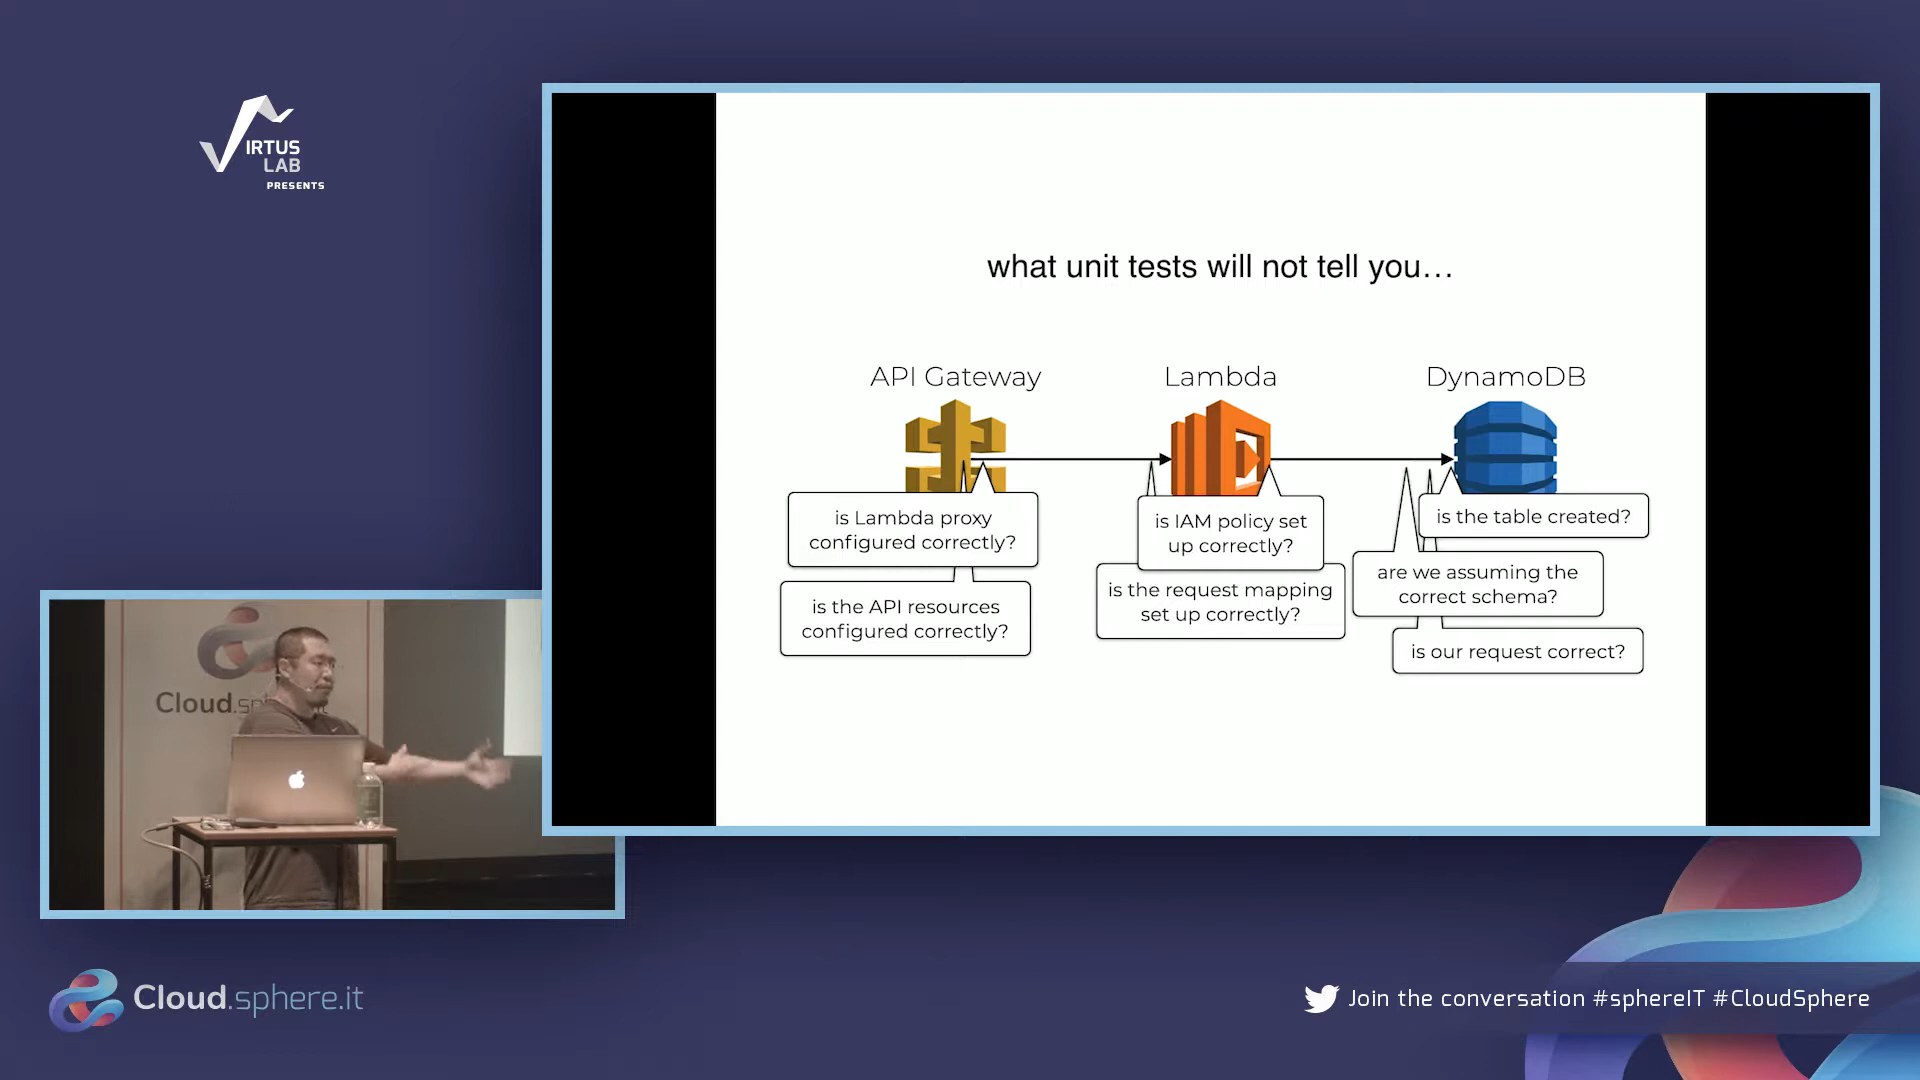 VIRTUS
LAB
PRESENTS
what unit tests will not tell you…
API Gateway
Lambda
DynamoDB
is Lambda proxy
configured correctly?
is the API resources
configured correctly?
is IAM policy set
up correctly?
is the request mapping
set up correctly?
is the table created?
are we assuming the
correct schema?
is our request correct?
Cloud.sp
Cloud.sphere.it
Join the conversation #sphereIT #CloudSphere